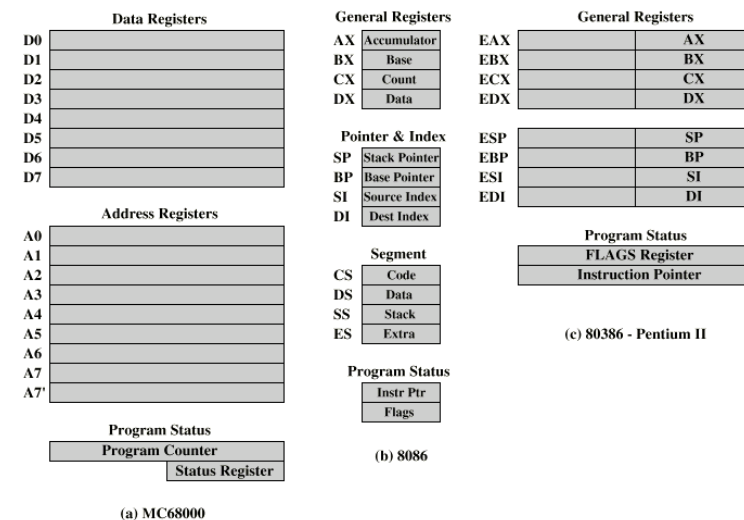 Data Registers
D0
D1
D2
D3
D4
D5
D6
D7
Address Registers
A0
A1
A2
A3
A4
A5
A6
A7
A7'
Program Status
Program Counter
Status Register
(a) MC68000
General Registers
AX Accumulator
BX Base
CX Count
DX Data
Pointer & Index
SP Stack Pointer
BP Base Pointer
SI Source Index
DI Dest Index
Segment
CS Code
DS Data
SS Stack
ES Extra
Program Status
Instr Ptr
Flags
(b) 8086
General Registers
EAX AX
EBX BX
ECX CX
EDX DX
ESP SP
EBP BP
ESI SI
EDI DI
Program Status
FLAGS Register
Instruction Pointer
(c) 80386 - Pentium II